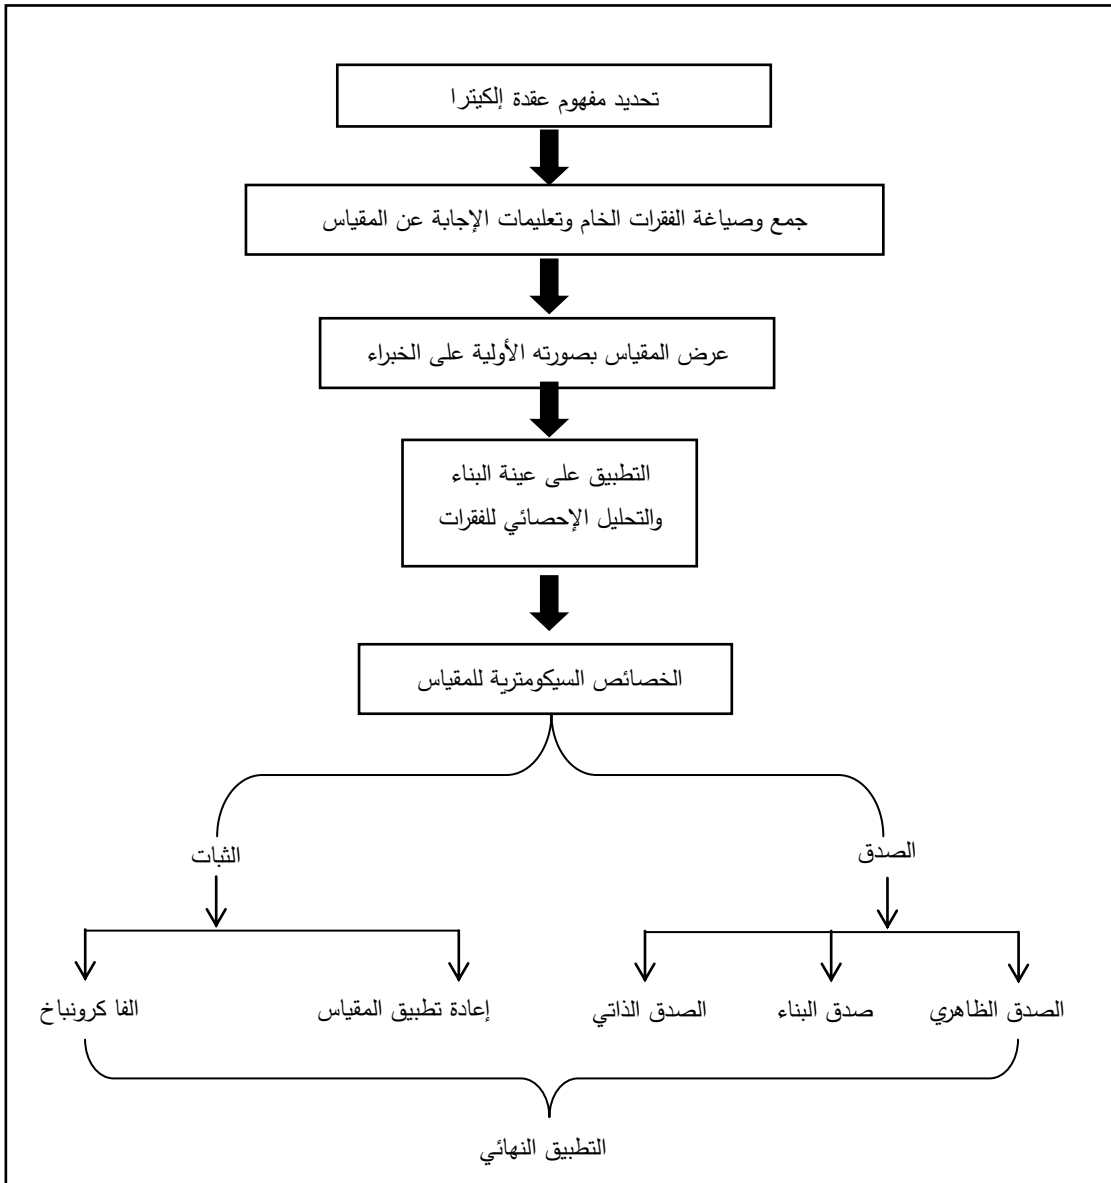 تحديد مفهوم عقدة إلكيترا
جمع وصياغة الفقرات الخام وتعليمات الإجابة عن المقياس
عرض المقياس بصورته الأولية على الخبراء
التطبيق على عينة البناء
والتحليل الإحصائي للفقرات
الخصائص السيكومترية للمقياس
الصدق
الثبات
الصدق الظاهري
صدق البناء
الصدق الذاتي
إعادة تطبيق المقياس
الفا كرونباخ
التطبيق النهائي